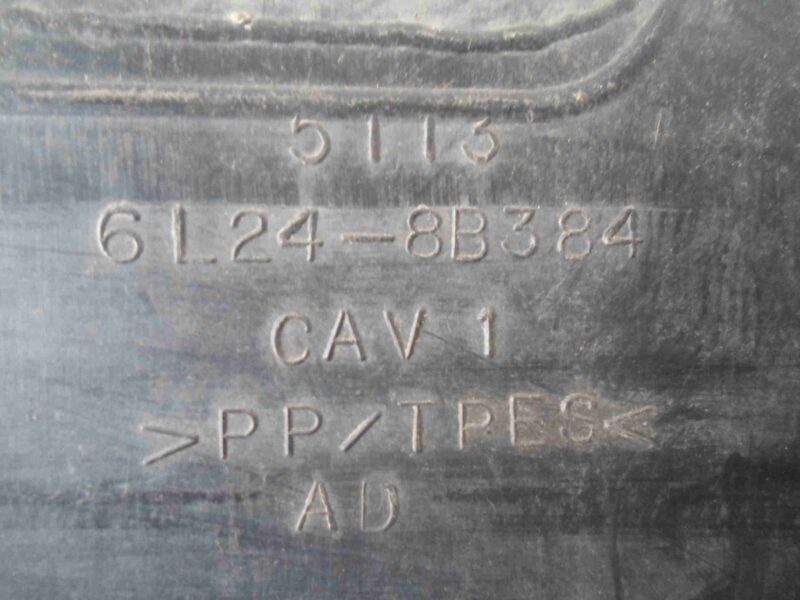 5113
6L24-8B384
CAV 1
>PP/TPES<
AD